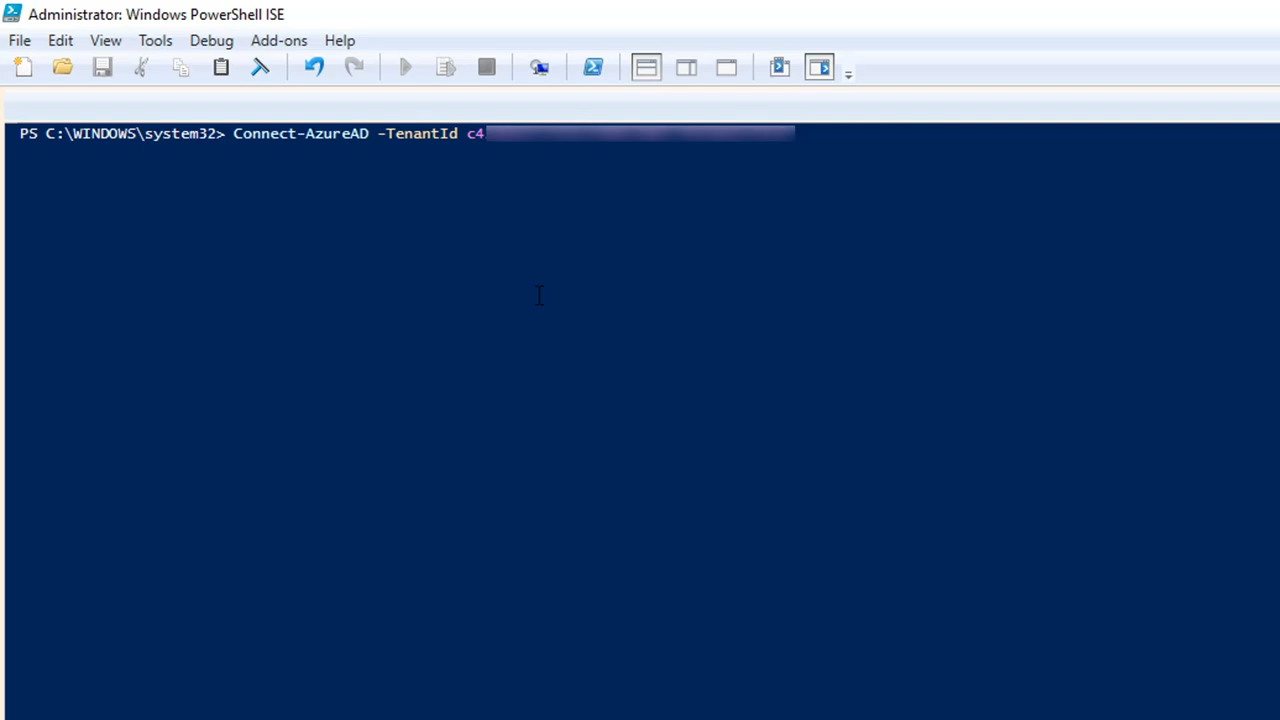 Administrator: Windows PowerShell ISE
File Edit View Tools Debug Add-ons Help
PS C:\WINDOWS\system32> Connect-AzureAD -TenantId c4